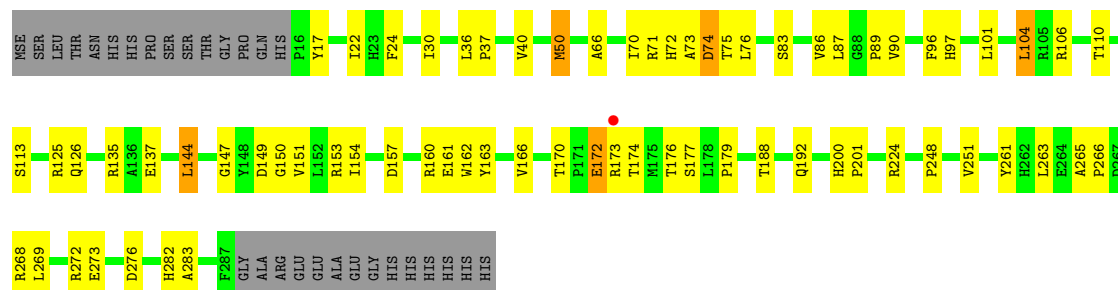 MSE SER LEU THR ASN HIS HIS PRO SER SER THR GLY PRO GLN HIS P16 Y17 I22 H23 F24 I30 L36 P37 V40 M50 A66 I70 R71 H72 A73 D74 T75 L76 S83 V86 L87 G88 P89 V90 F96 H97 L101 L104 R105 R106 T110
S113 R125 Q126 R135 A136 E137 L144 G147 Y148 D149 G150 V151 L152 R153 I154 D157 R160 E161 W162 Y163 V166 T170 P171 E172 R173 T174 M175 T176 S177 L178 P179 T188 Q192 H200 P201 R224 P248 V251 Y261 H262 L263 E264 A265 P266 D267
R268 L269 R272 E273 D276 H282 A283 F287 GLY ALA ARG GLU GLU ALA GLU GLY HIS HIS HIS HIS HIS HIS